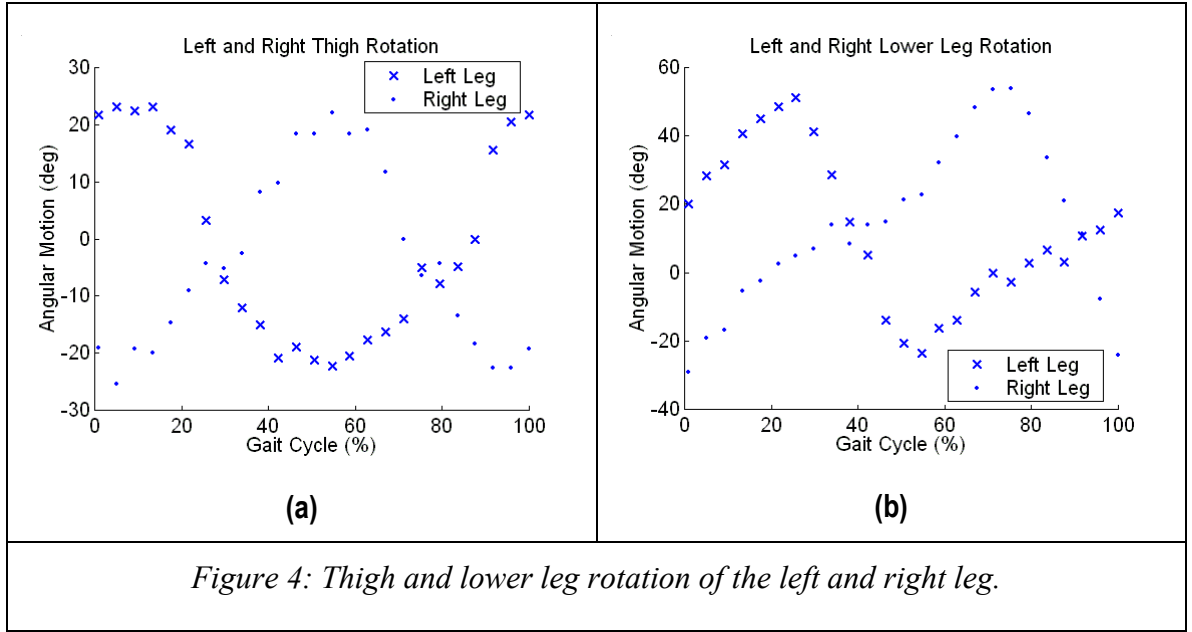 Left and Right Thigh Rotation
30
20
10
0
-10
-20
-30
Angular Motion (deg)
Left Leg
Right Leg
0 20 40 60 80 100
Gait Cycle (%)
(a)
Left and Right Lower Leg Rotation
60
40
20
0
-20
-40
Angular Motion (deg)
Left Leg
Right Leg
0 20 40 60 80 100
Gait Cycle (%)
(b)
Figure 4: Thigh and lower leg rotation of the left and right leg.